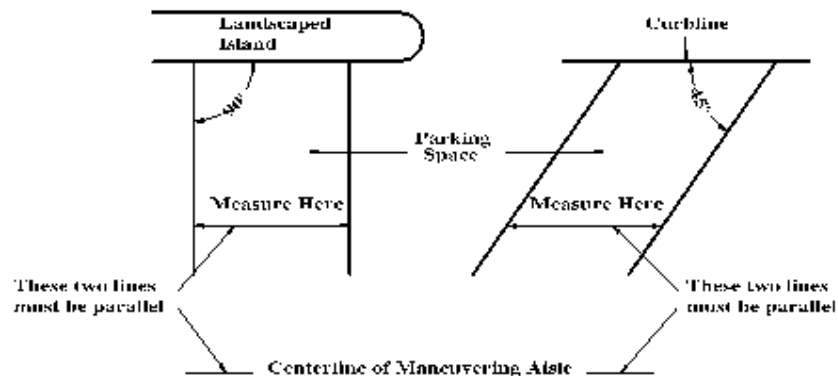 Landscaped
Island
Curbline
90°
Parking
Space
Measure Here
Measure Here
These two lines
must be parallel
These two lines
must be parallel
Centerline of Maneuvering Aisle